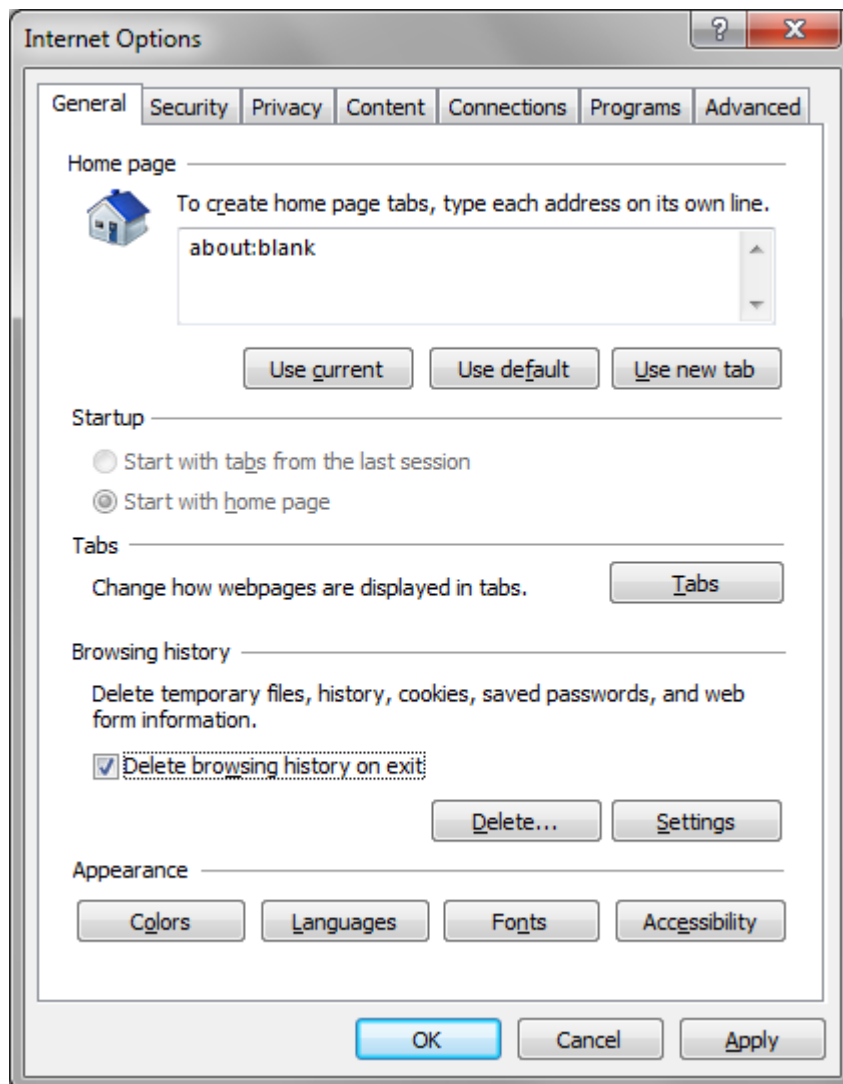 Internet Options
General Security Privacy Content Connections Programs Advanced
Home page
To create home page tabs, type each address on its own line.
about:blank
Use current Use default Use new tab
Startup
Start with tabs from the last session
Start with home page
Tabs
Change how webpages are displayed in tabs. Tabs
Browsing history
Delete temporary files, history, cookies, saved passwords, and web
form information.
Delete browsing history on exit
Delete... Settings
Appearance
Colors Languages Fonts Accessibility
OK Cancel Apply